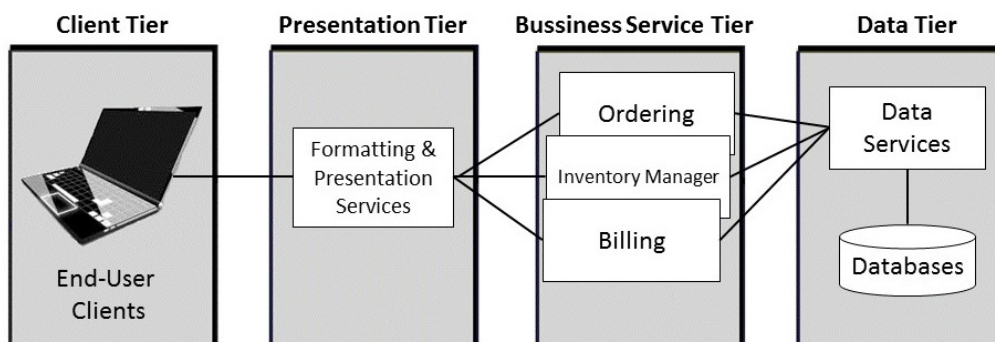 Client Tier
Presentation Tier
Bussiness Service Tier
Data Tier
End-User
Clients
Formatting &
Presentation
Services
Ordering
Inventory Manager
Billing
Data
Services
Databases